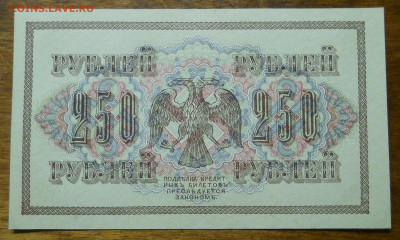 COINS.LAVE.RU
РУБЛЕЙ РУБЛЕЙ
250 250
РУБЛЕЙ РУБЛЕЙ
ПОДДѢЛКА КРЕДИТ-
НЫХЪ БИЛЕТОВЪ
ПРЕСЛѢДУЕТСЯ
ЗАКОНОМЪ.